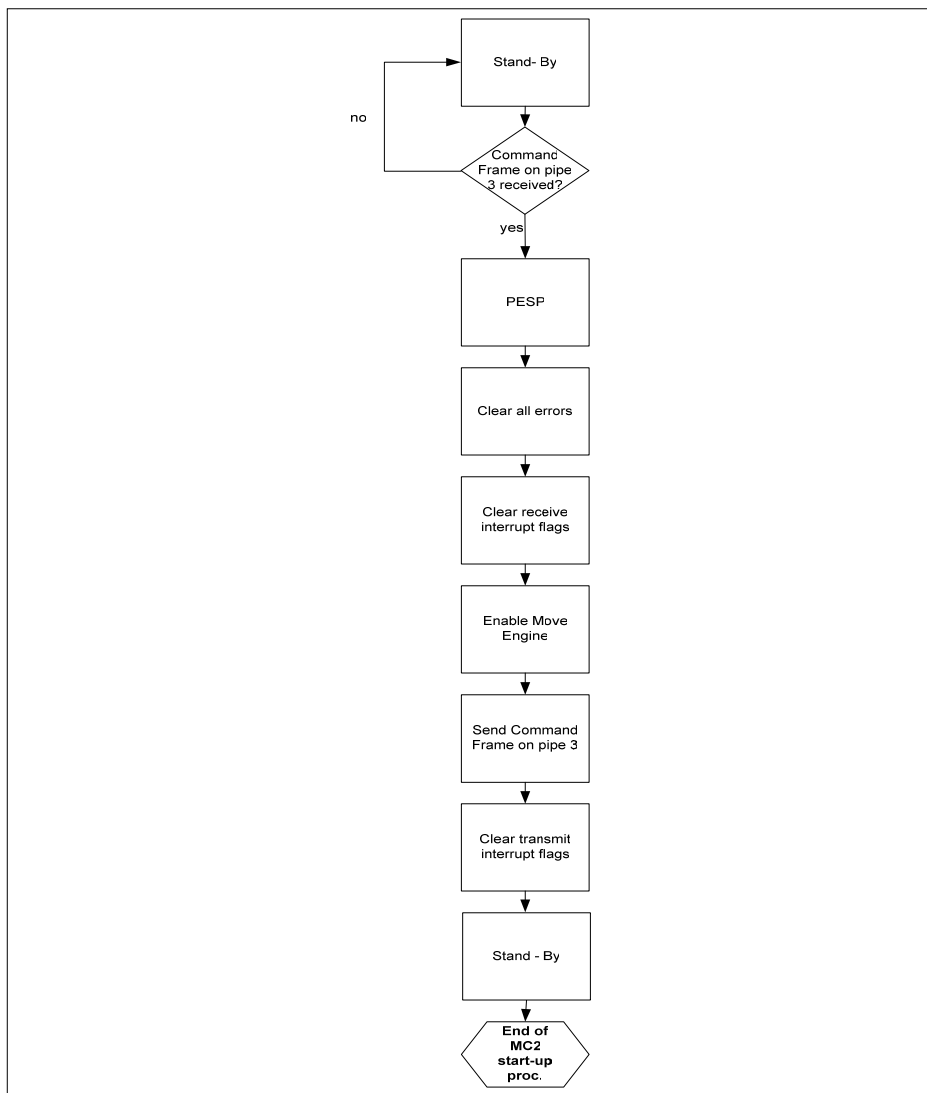 Stand- By
no
Command
Frame on pipe
3 received?
yes
PESP
Clear all errors
Clear receive
interrupt flags
Enable Move
Engine
Send Command
Frame on pipe 3
Clear transmit
interrupt flags
Stand - By
End of
MC2
start-up
proc.